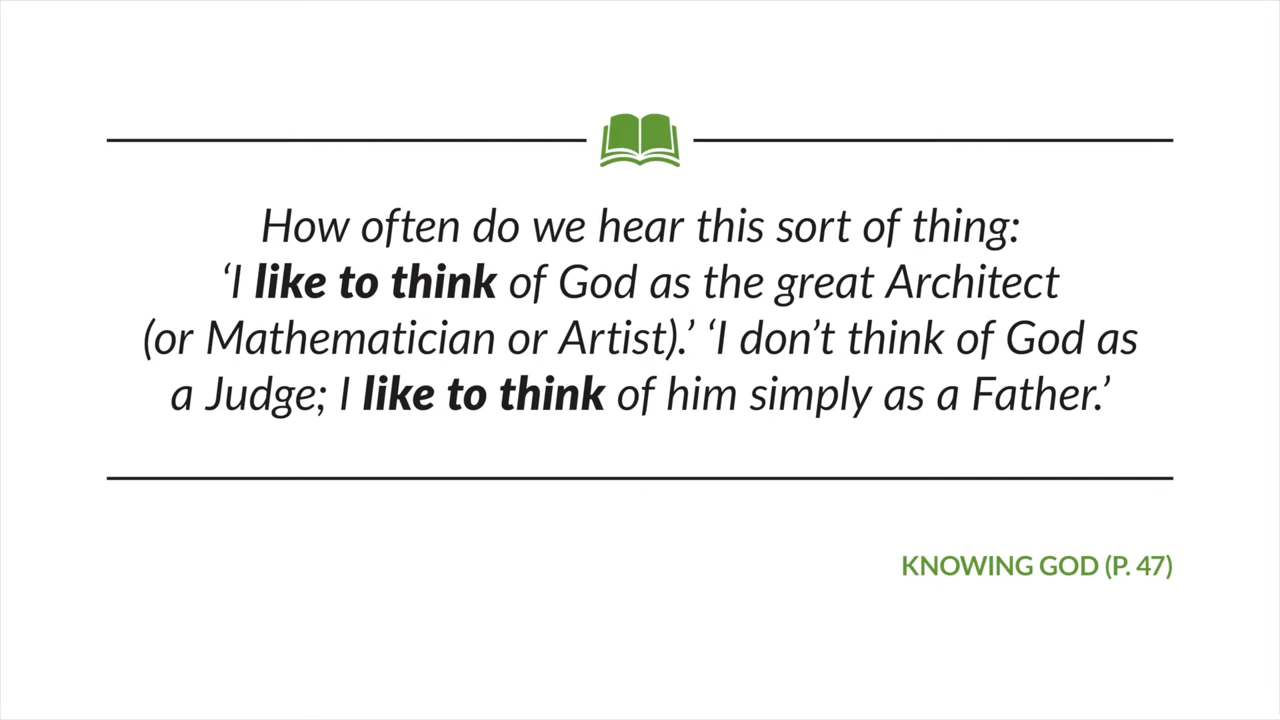 How often do we hear this sort of thing:
‘I like to think of God as the great Architect
(or Mathematician or Artist).’ ‘I don’t think of God as
a Judge; I like to think of him simply as a Father.’
KNOWING GOD (P. 47)